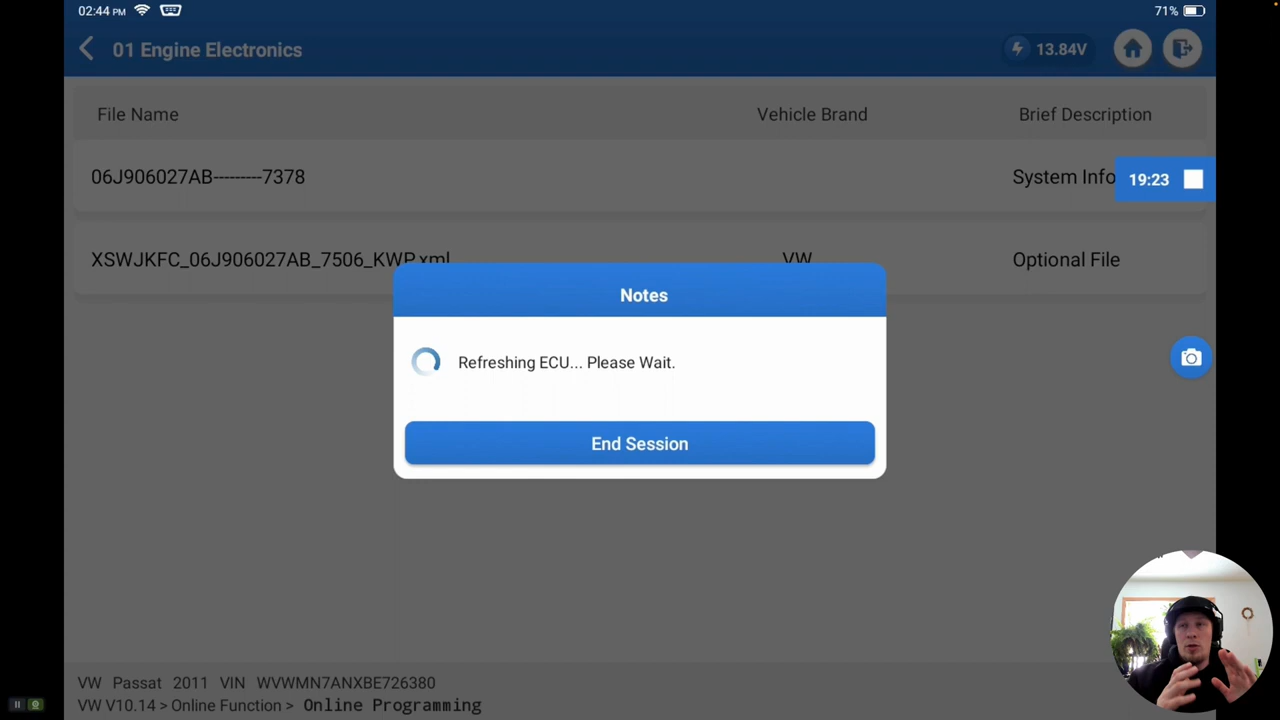 02:44 PM
71%
01 Engine Electronics
13.84V
File Name Vehicle Brand Brief Description
06J906027AB---------7378 System Info
19:23
XSWJKFC_06J906027AB_7506_KWP.xml VW Optional File
Notes
Refreshing ECU... Please Wait.
End Session
VW Passat 2011 VIN WVWMN7ANXBE726380
VW V10.14 > Online Function > Online Programming